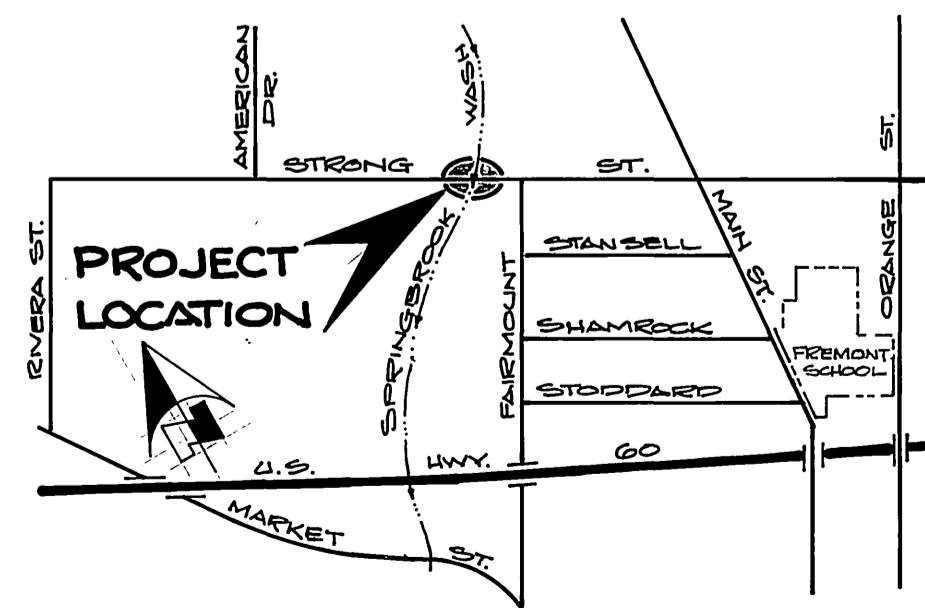 AMERICAN
DR.
WASH
ST.
STRONG
ST.
RIVERA ST.
PROJECT
LOCATION
SPRINGBROOK
FAIRMOUNT
STANSELL
MAIN ST.
ORANGE
SHAMROCK
FREMONT
SCHOOL
STODDARD
U.S.
HWY.
60
MARKET
ST.